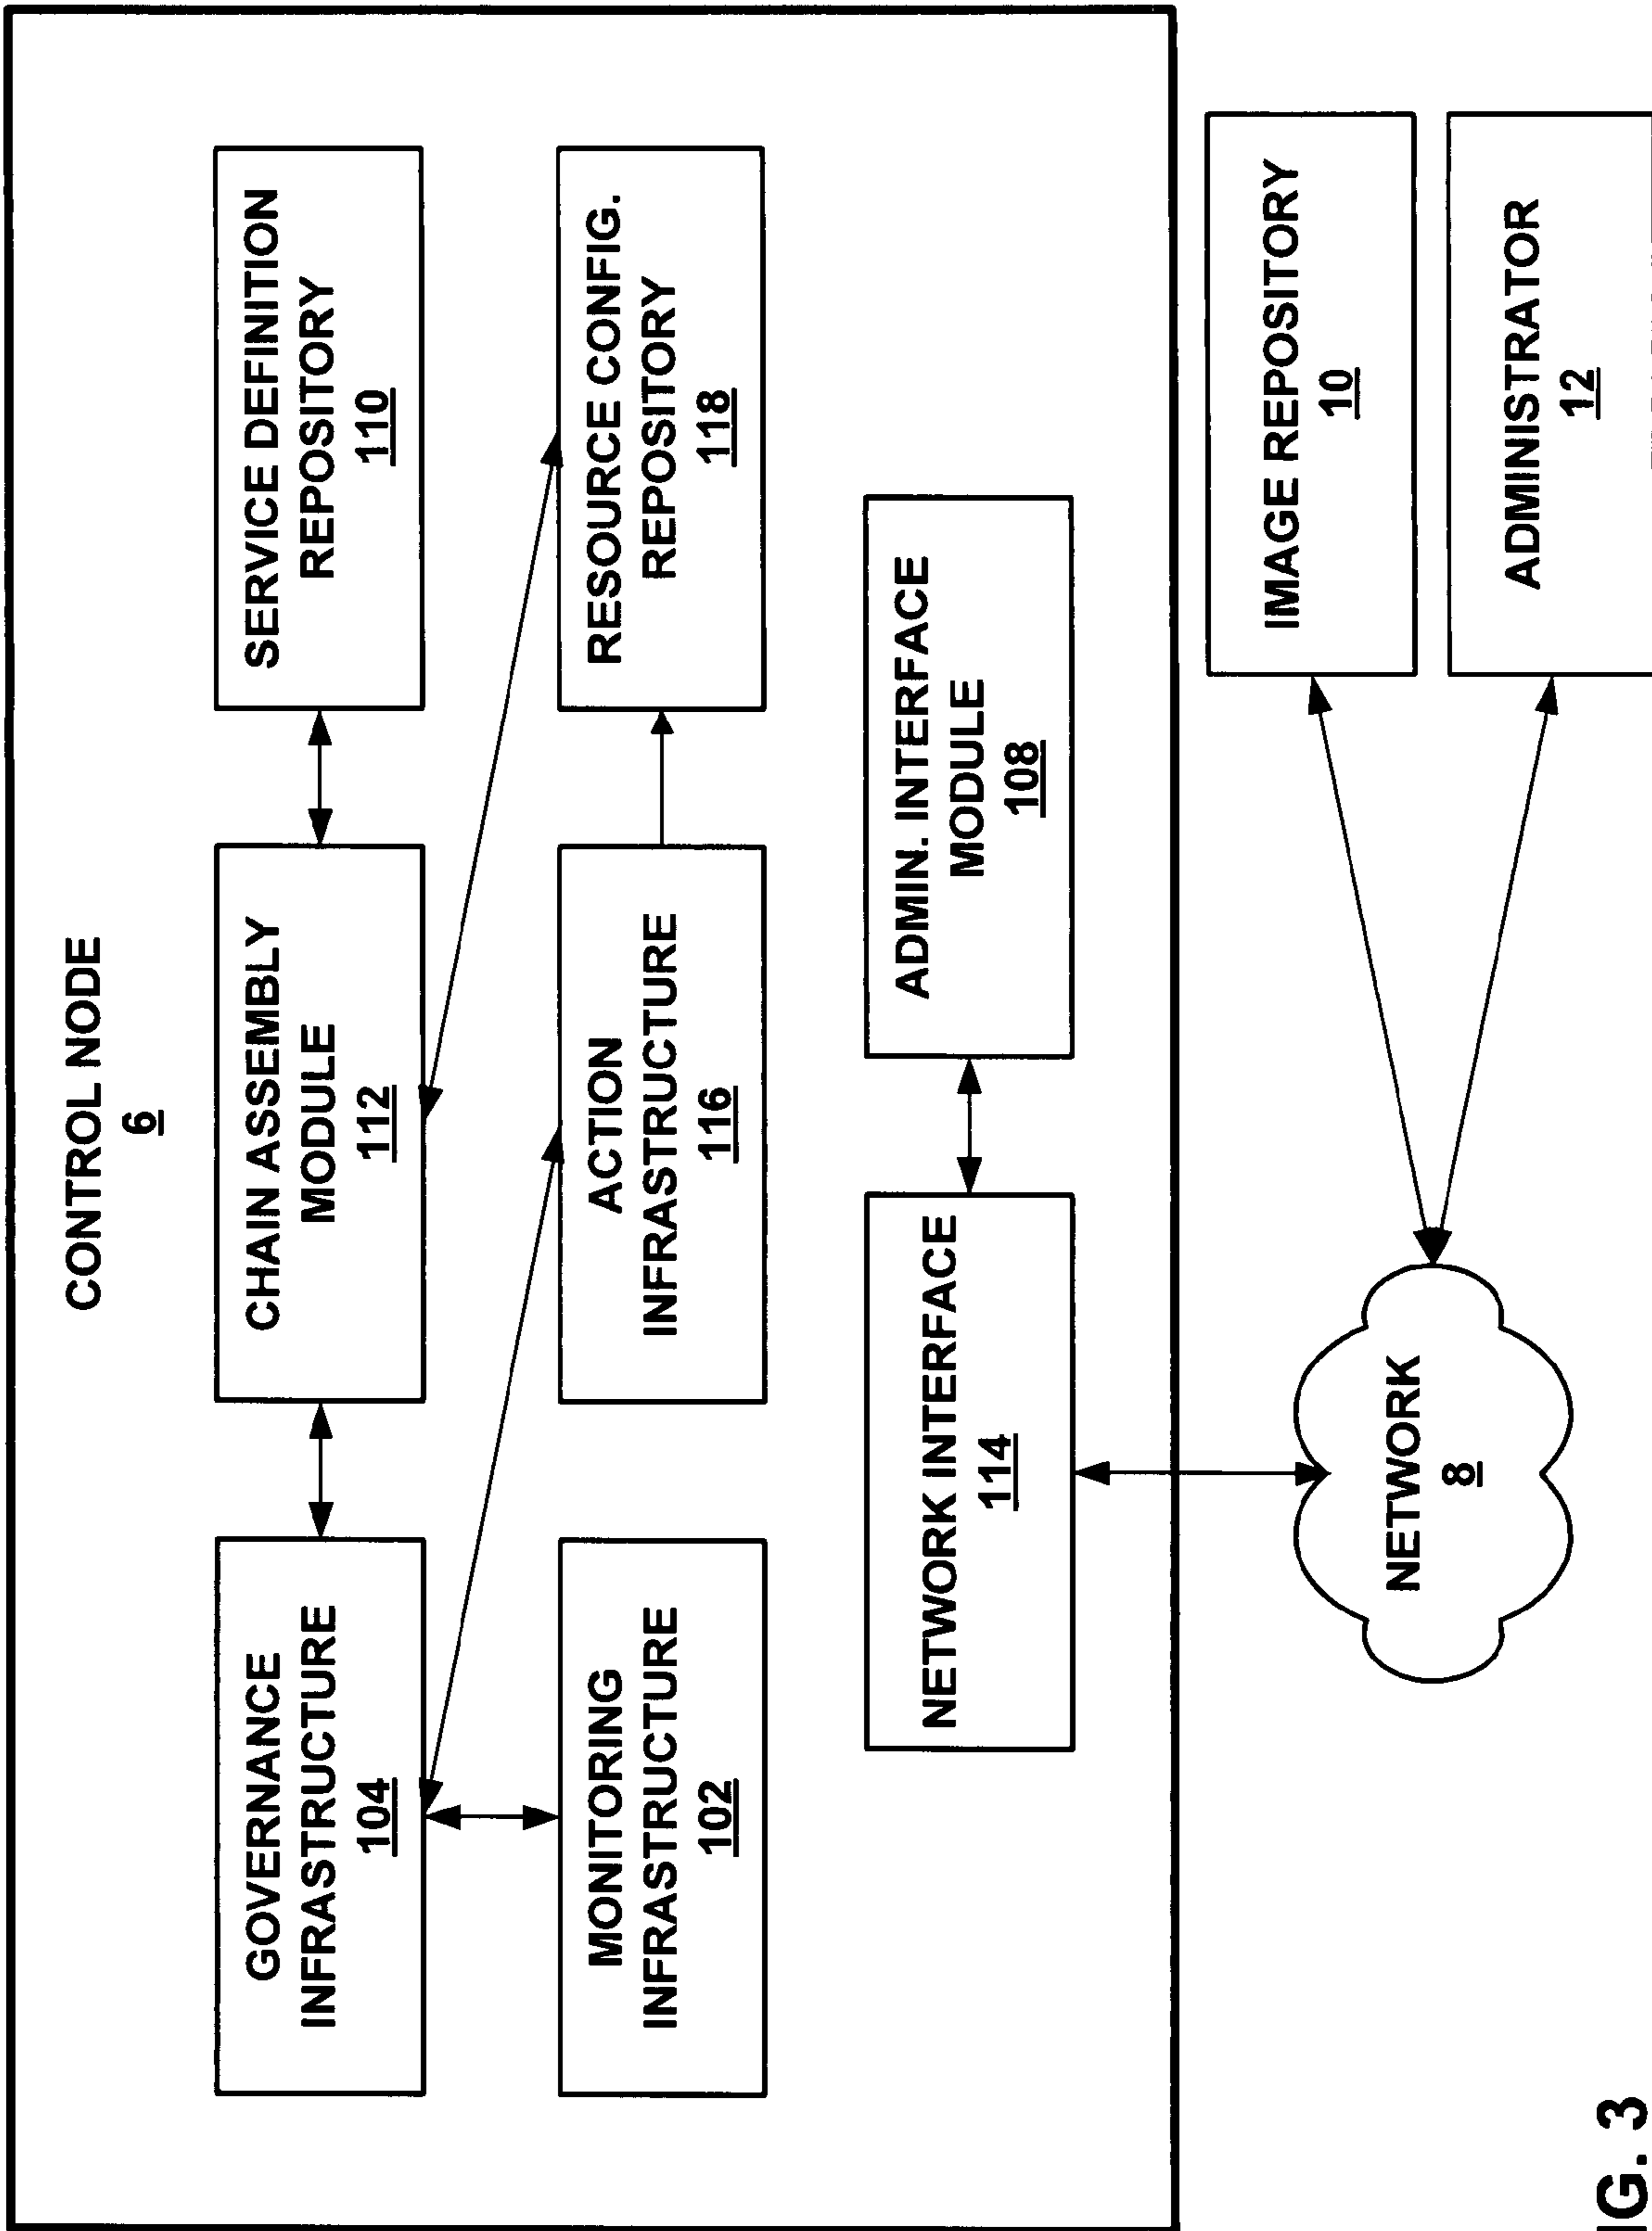 CONTROL NODE
6
GOVERNANCE
INFRASTRUCTURE
104
CHAIN ASSEMBLY
MODULE
112
SERVICE DEFINITION
REPOSITORY
110
MONITORING
INFRASTRUCTURE
102
ACTION
INFRASTRUCTURE
116
RESOURCE CONFIG.
REPOSITORY
118
NETWORK INTERFACE
114
ADMIN. INTERFACE
MODULE
108
NETWORK
8
IMAGE REPOSITORY
10
ADMINISTRATOR
12
IG. 3